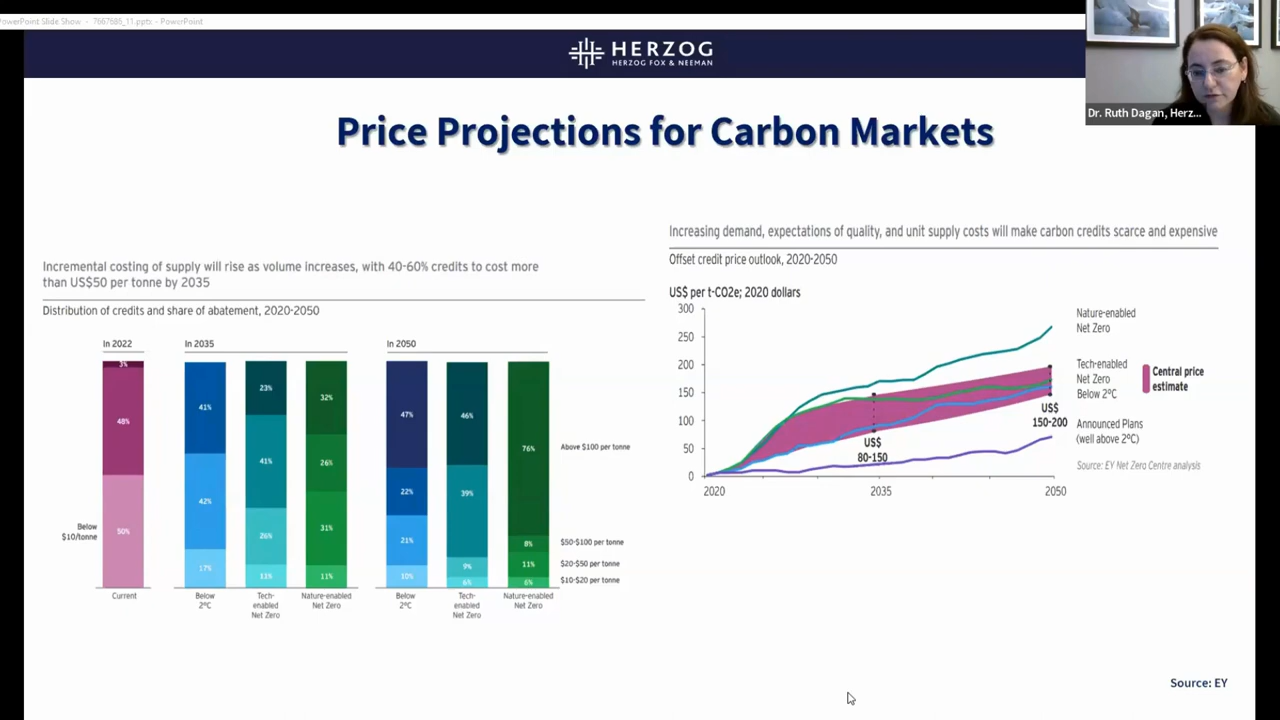 PowerPoint Slide Show - 7667686_11.pptx - PowerPoint
HERZOG
HERZOG FOX & NEEMAN
Dr. Ruth Dagan, Herz...
Price Projections for Carbon Markets
Incremental costing of supply will rise as volume increases, with 40-60% credits to cost more
than US$50 per tonne by 2035
Distribution of credits and share of abatement, 2020-2050
In 2022
In 2035
In 2050
3%
48%
50%
Below
$10/tonne
Current
41%
42%
17%
Below
2°C
23%
41%
26%
11%
Tech-
enabled
Net Zero
32%
26%
31%
11%
Nature-enabled
Net Zero
47%
22%
21%
10%
Below
2°C
46%
39%
9%
6%
Tech-
enabled
Net Zero
76%
8%
11%
6%
Nature-enabled
Net Zero
Above $100 per tonne
$50-$100 per tonne
$20-$50 per tonne
$10-$20 per tonne
Increasing demand, expectations of quality, and unit supply costs will make carbon credits scarce and expensive
Offset credit price outlook, 2020-2050
US$ per t-CO2e; 2020 dollars
300
250
200
150
100
50
0
2020
2035
2050
US$
80-150
US$
150-200
Nature-enabled
Net Zero
Tech-enabled
Net Zero
Below 2°C
Central price
estimate
Announced Plans
(well above 2°C)
Source: EY Net Zero Centre analysis
Source: EY